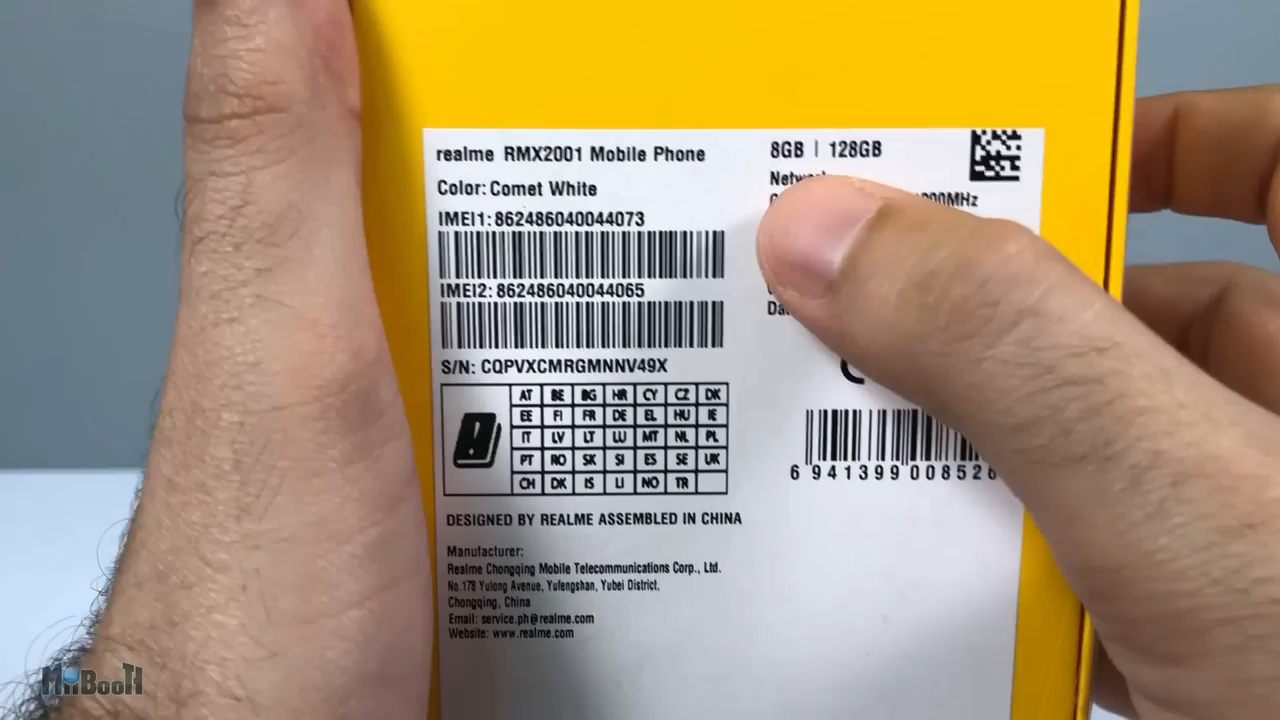 realme RMX2001 Mobile Phone
Color: Comet White
IMEI1: 862486040044073
IMEI2: 862486040044065
S/N: CQPVXCMRGMNNV49X
AT BE BG HR CY CZ DK
EE FI FR DE EL HU IE
IT LV LT LU MT NL PL
PT RO SK SI ES SE UK
CH DK IS LI NO TR
DESIGNED BY REALME ASSEMBLED IN CHINA
Manufacturer:
Realme Chongqing Mobile Telecommunications Corp., Ltd.
No.178 Yulong Avenue, Yufengshan, Yubei District,
Chongqing, China
Email: service.ph@realme.com
Website: www.realme.com
8GB | 128GB
6 941399 00852
MiiBooTH